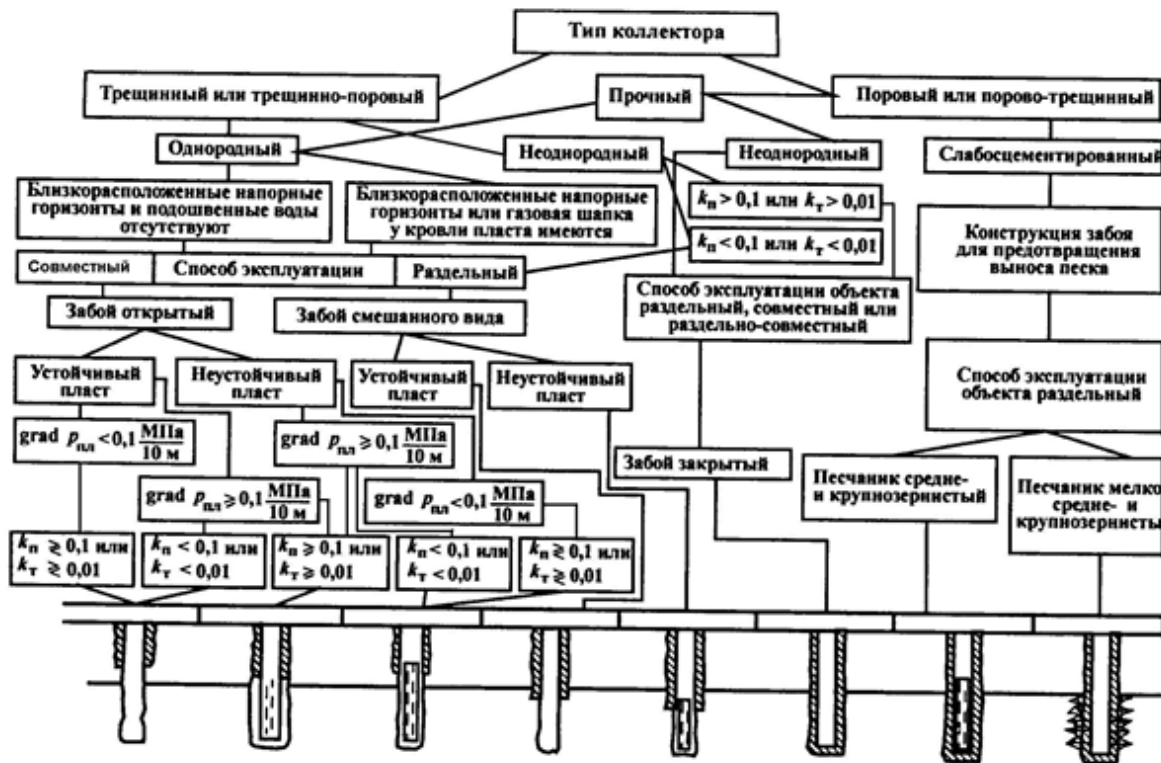 Тип коллектора
Трещинный или трещинно-поровый
Прочный
Поровый или порово-трещинный
Однородный
Неоднородный
Неоднородный
Слабосцементированный
Близкорасположенные напорные
горизонты и подошвенные воды
отсутствуют
Близкорасположенные напорные
горизонты или газовая шапка
у кровли пласта имеются
kп > 0,1 или kт > 0,01
kп < 0,1 или kт < 0,01
Конструкция забоя
для предотвращения
выноса песка
Совместный
Способ эксплуатации
Раздельный
Способ эксплуатации объекта
раздельный, совместный или
раздельно-совместный
Забой открытый
Забой смешанного вида
Устойчивый
пласт
Неустойчивый
пласт
Устойчивый
пласт
Неустойчивый
пласт
Способ эксплуатации
объекта раздельный
grad pпл < 0,1 МПа/10 м
grad pпл ⩾ 0,1 МПа/10 м
Забой закрытый
Песчаник средне-
и крупнозернистый
Песчаник мелко
средне- и
крупнозернисты
grad pпл ⩾ 0,1 МПа/10 м
grad pпл < 0,1 МПа/10 м
kп ≷ 0,1 или
kт ≷ 0,01
kп < 0,1 или
kт < 0,01
kп ⩾ 0,1 или
kт ⩾ 0,01
kп < 0,1 или
kт < 0,01
kп ≷ 0,1 или
kт ≷ 0,01